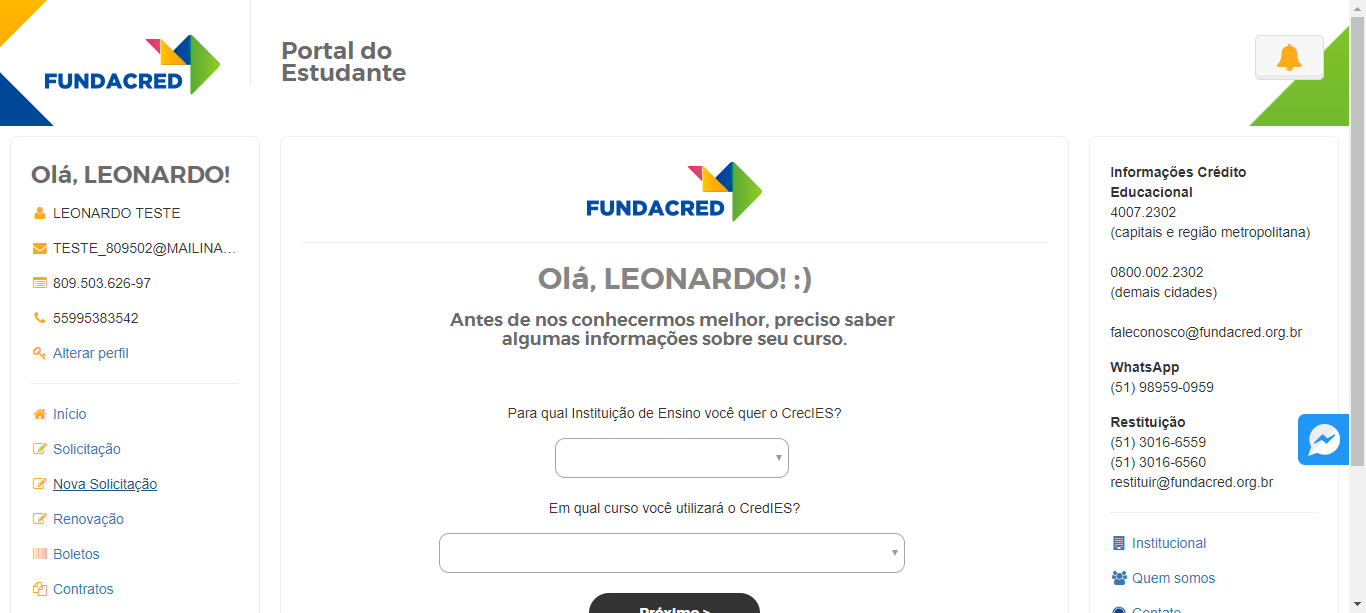 FUNDACRED
Portal do
Estudante
Olá, LEONARDO!
LEONARDO TESTE
TESTE_809502@MAILINA...
809.503.626-97
55995383542
Alterar perfil
Início
Solicitação
Nova Solicitação
Renovação
Boletos
Contratos
FUNDACRED
Olá, LEONARDO! :)
Antes de nos conhecermos melhor, preciso saber
algumas informações sobre seu curso.
Para qual Instituição de Ensino você quer o CrecIES?
Em qual curso você utilizará o CredIES?
Próximo >
Informações Crédito
Educacional
4007.2302
(capitais e região metropolitana)
0800.002.2302
(demais cidades)
faleconosco@fundacred.org.br
WhatsApp
(51) 98959-0959
Restituição
(51) 3016-6559
(51) 3016-6560
restituir@fundacred.org.br
Institucional
Quem somos
Contato